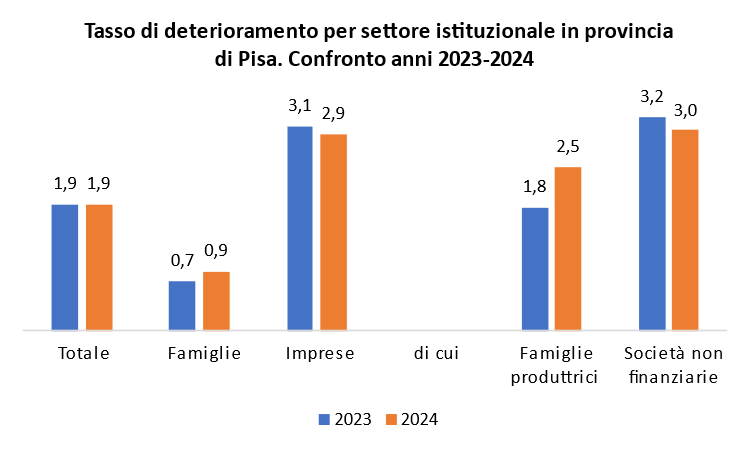 Tasso di deterioramento per settore istituzionale in provincia
di Pisa. Confronto anni 2023-2024
3,1
2,9
3,2
3,0
2,5
1,9
1,9
1,8
0,7
0,9
Totale
Famiglie
Imprese
di cui
Famiglie
produttrici
Società non
finanziarie
2023
2024